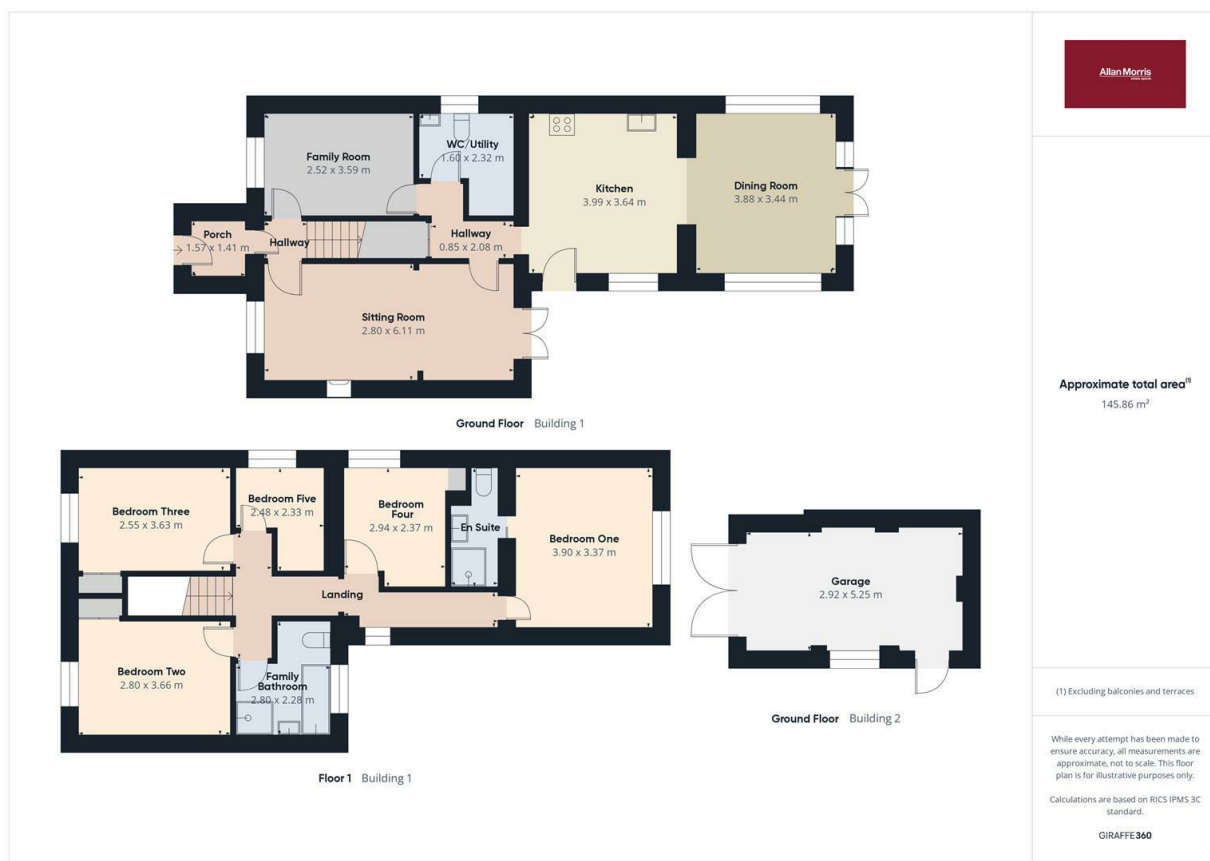 Family Room
2.52 x 3.59 m
WC/Utility
1.60 x 2.32 m
Kitchen
3.99 x 3.64 m
Dining Room
3.88 x 3.44 m
Porch
1.57 x 1.41 m
Hallway
Hallway
0.85 x 2.08 m
Sitting Room
2.80 x 6.11 m
Ground Floor Building 1
Bedroom Three
2.55 x 3.63 m
Bedroom Five
2.48 x 2.33 m
Bedroom
Four
2.94 x 2.37 m
En Suite
Bedroom One
3.90 x 3.37 m
Landing
Bedroom Two
2.80 x 3.66 m
Family
Bathroom
2.80 x 2.28 m
Floor 1 Building 1
Garage
2.92 x 5.25 m
Ground Floor Building 2
Allan Morris
estate agents
Approximate total area(1)
145.86 m²
(1) Excluding balconies and terraces
While every attempt has been made to
ensure accuracy, all measurements are
approximate, not to scale. This floor
plan is for illustrative purposes only.
Calculations are based on RICS IPMS 3C
standard.
GIRAFFE360